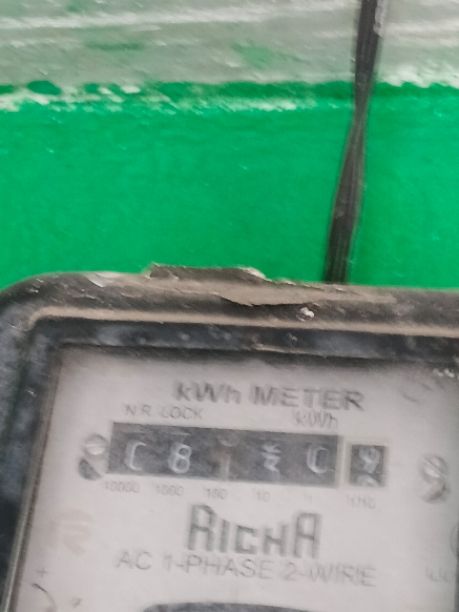 kWh METER
N.R. LOCK kWh
10000 1000 100 10 1 1/10
RICHA
AC 1-PHASE 2-WIRE